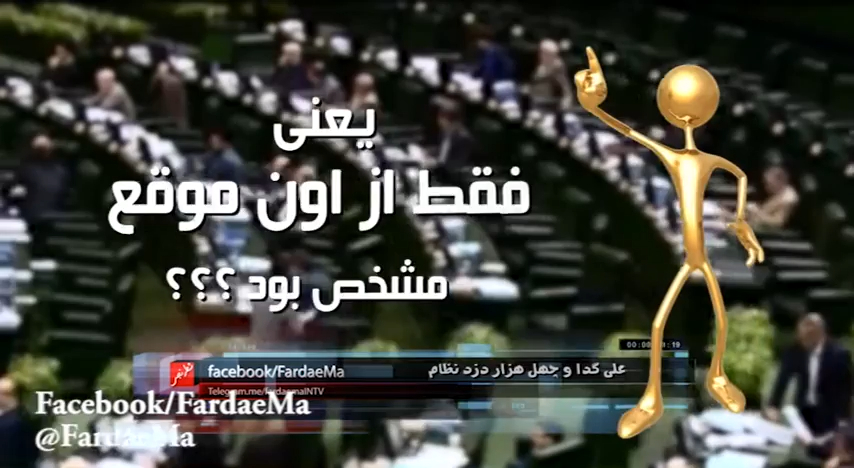 یعنی
فقط از اون موقع
مشخص بود ؟؟؟
facebook/FardaeMa
علی گدا و چهل هزار دزد نظام
Telegram.me/fardaemaINTV
Facebook/FardaeMa
@FardaeMa